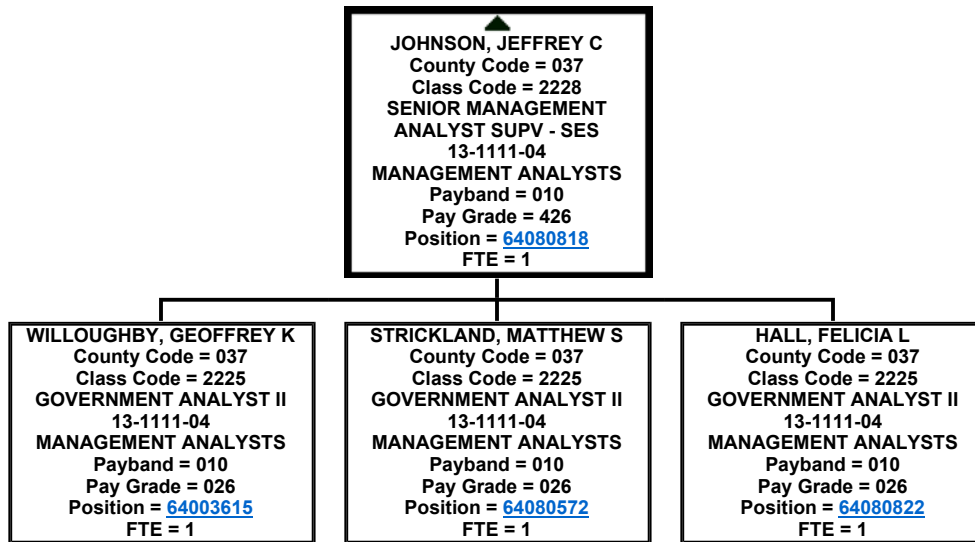 JOHNSON, JEFFREY C
County Code = 037
Class Code = 2228
SENIOR MANAGEMENT
ANALYST SUPV - SES
13-1111-04
MANAGEMENT ANALYSTS
Payband = 010
Pay Grade = 426
Position = 64080818
FTE = 1
WILLOUGHBY, GEOFFREY K
County Code = 037
Class Code = 2225
GOVERNMENT ANALYST II
13-1111-04
MANAGEMENT ANALYSTS
Payband = 010
Pay Grade = 026
Position = 64003615
FTE = 1
STRICKLAND, MATTHEW S
County Code = 037
Class Code = 2225
GOVERNMENT ANALYST II
13-1111-04
MANAGEMENT ANALYSTS
Payband = 010
Pay Grade = 026
Position = 64080572
FTE = 1
HALL, FELICIA L
County Code = 037
Class Code = 2225
GOVERNMENT ANALYST II
13-1111-04
MANAGEMENT ANALYSTS
Payband = 010
Pay Grade = 026
Position = 64080822
FTE = 1